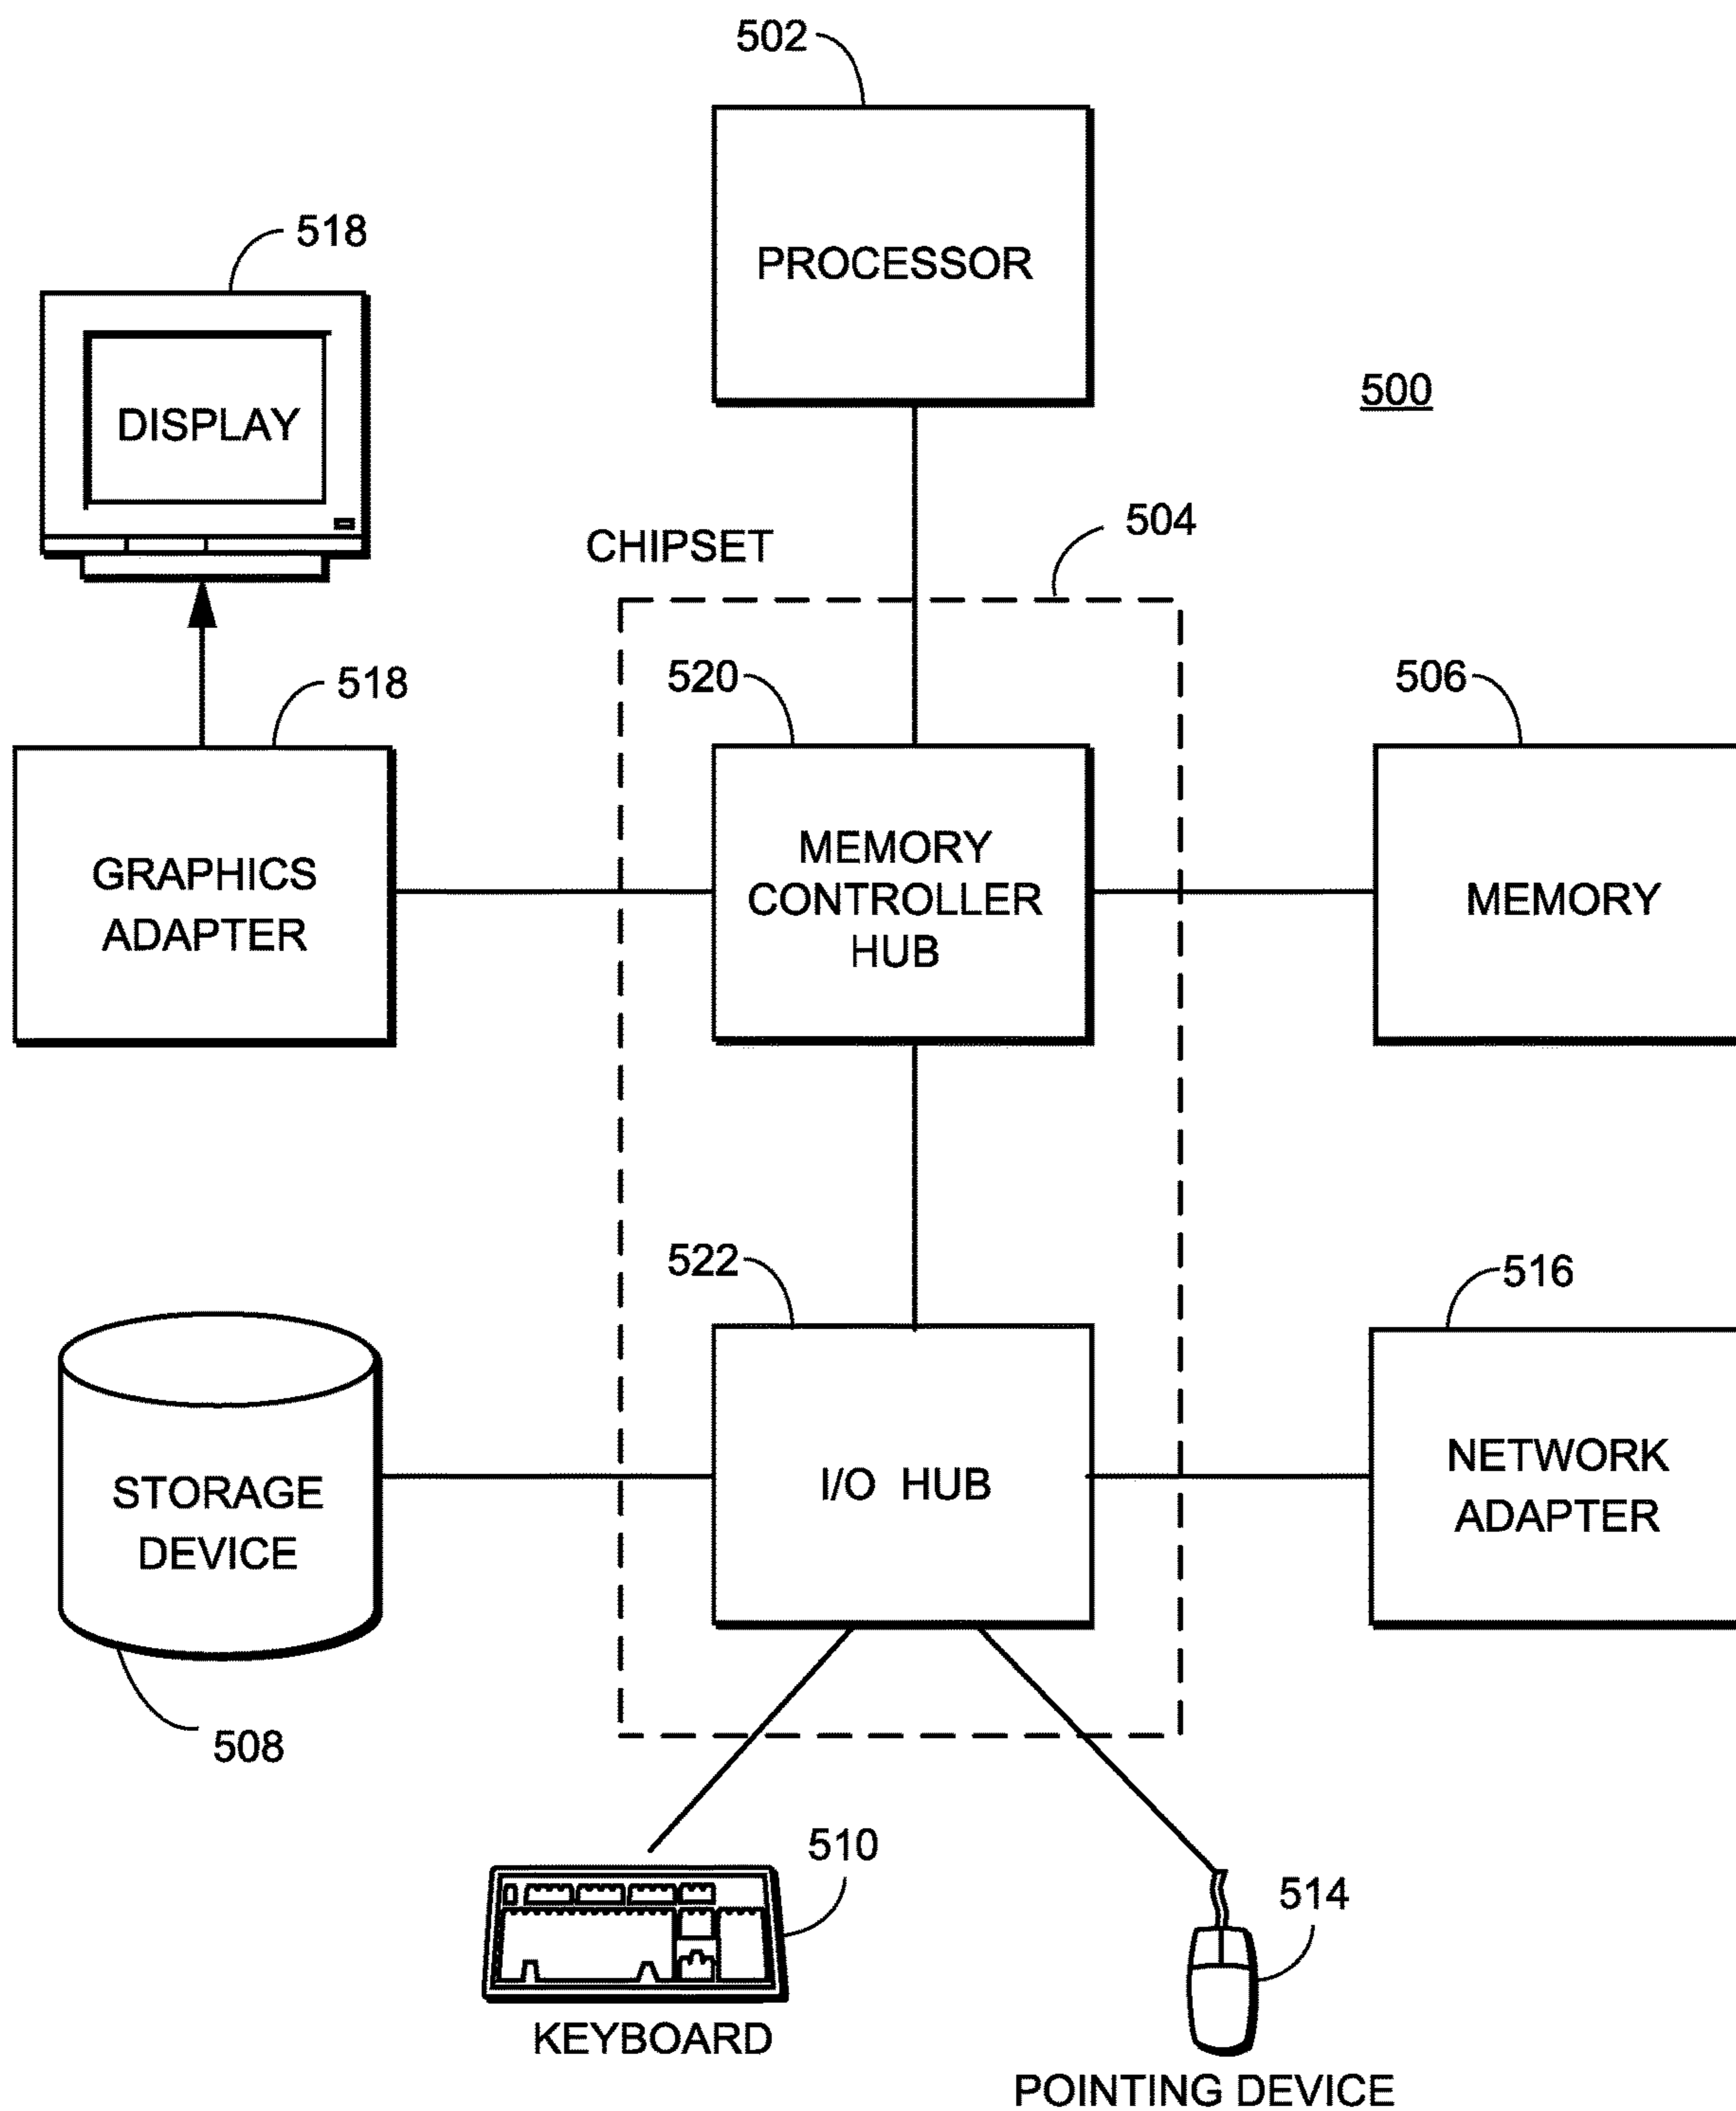 502
PROCESSOR
518
DISPLAY
500
CHIPSET
504
518
GRAPHICS
ADAPTER
520
MEMORY
CONTROLLER
HUB
506
MEMORY
522
I/O HUB
516
NETWORK
ADAPTER
STORAGE
DEVICE
508
510
KEYBOARD
514
POINTING DEVICE